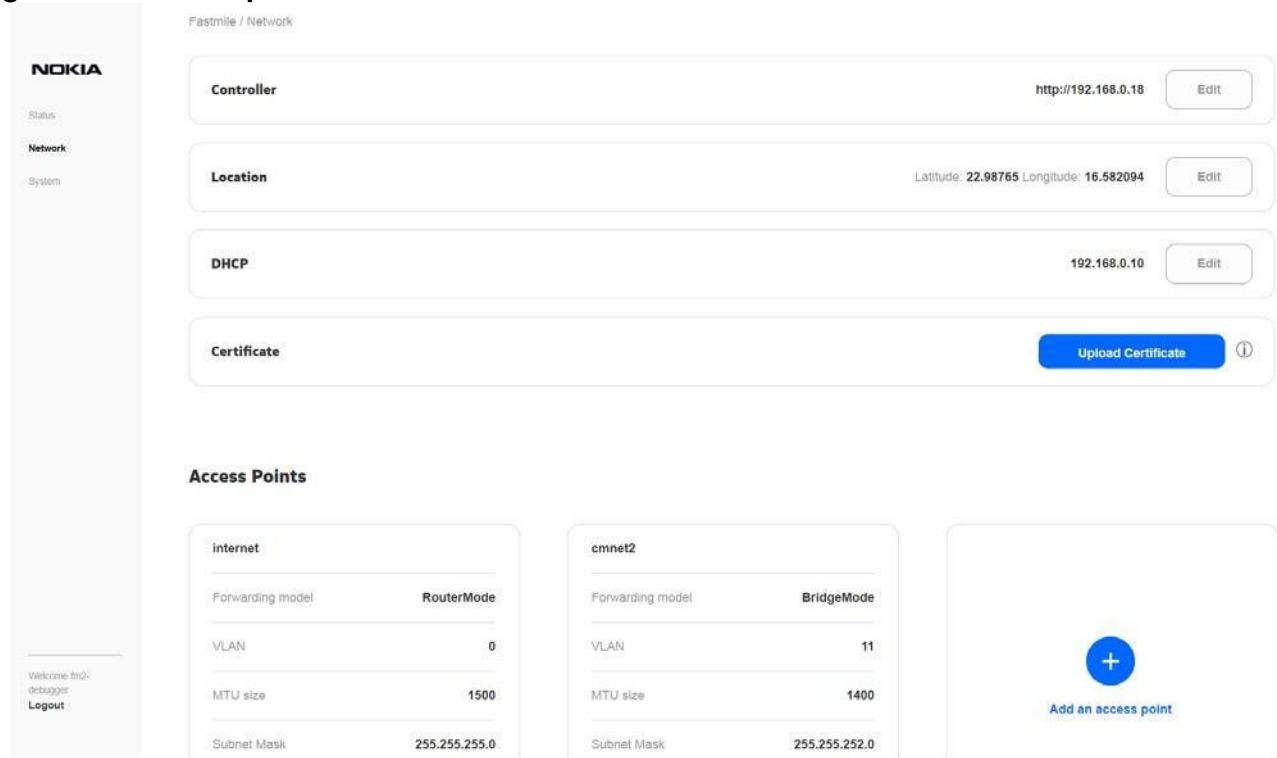 Fastmile / Network
NOKIA
Status
Network
System
Controller http://192.168.0.18 Edit
Location Latitude: 22.98765 Longitude: 16.582094 Edit
DHCP 192.168.0.10 Edit
Certificate Upload Certificate
Access Points
internet
Forwarding model RouterMode
VLAN 0
MTU size 1500
Subnet Mask 255.255.255.0
cmnet2
Forwarding model BridgeMode
VLAN 11
MTU size 1400
Subnet Mask 255.255.252.0
Add an access point
Welcome fm2-
debugger
Logout